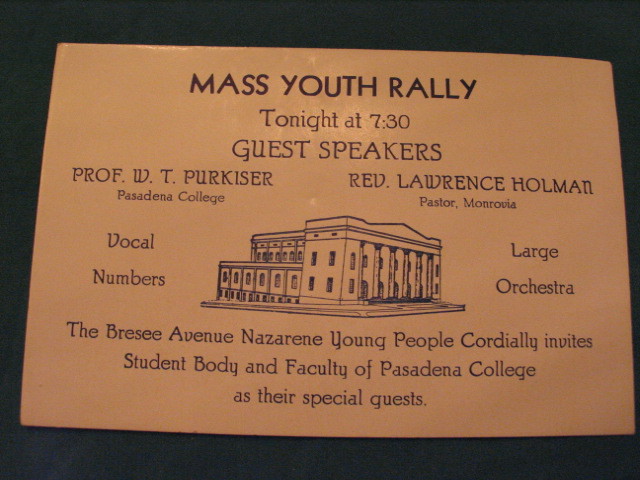 MASS YOUTH RALLY
Tonight at 7:30
GUEST SPEAKERS
PROF. W. T. PURKISER
Pasadena College
REV. LAWRENCE HOLMAN
Pastor, Monrovia
Vocal
Numbers
Large
Orchestra
The Bresee Avenue Nazarene Young People Cordially invites
Student Body and Faculty of Pasadena College
as their special guests.